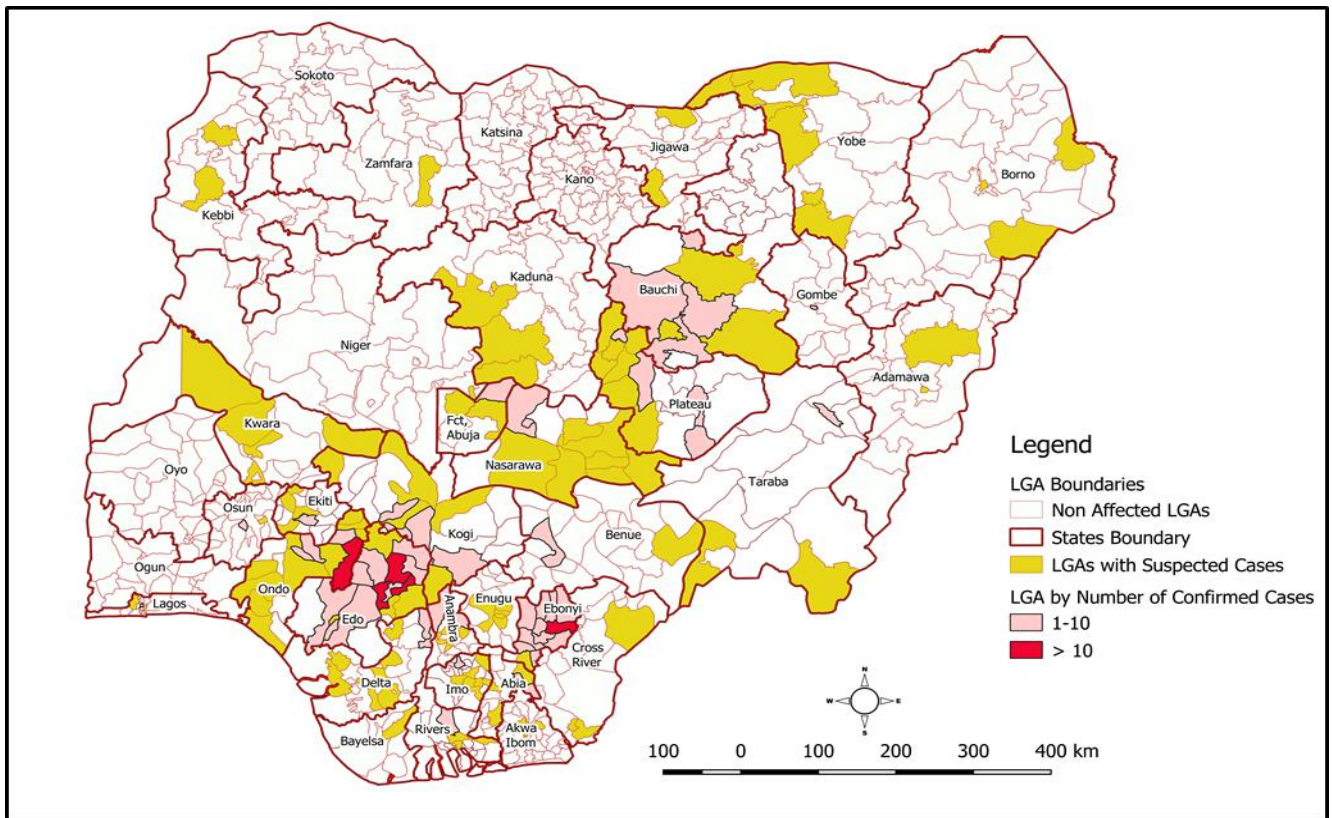 Sokoto
Katsina
Jigawa
Yobe
Zamfara
Kano
Borno
Kebbi
Kaduna
Bauchi
Gombe
Niger
Adamawa
Plateau
Kwara
Fct,
Abuja
Nasarawa
Oyo
Taraba
Osun
Ekiti
Kogi
Benue
Ogun
Ondo
Lagos
Edo
Anambra
Enugu
Ebonyi
Cross
River
Delta
Imo
Abia
Bayelsa
Rivers
Akwa
Ibom
Legend
LGA Boundaries
Non Affected LGAs
States Boundary
LGAs with Suspected Cases
LGA by Number of Confirmed Cases
1-10
> 10
N
W
E
S
100 0 100 200 300 400 km